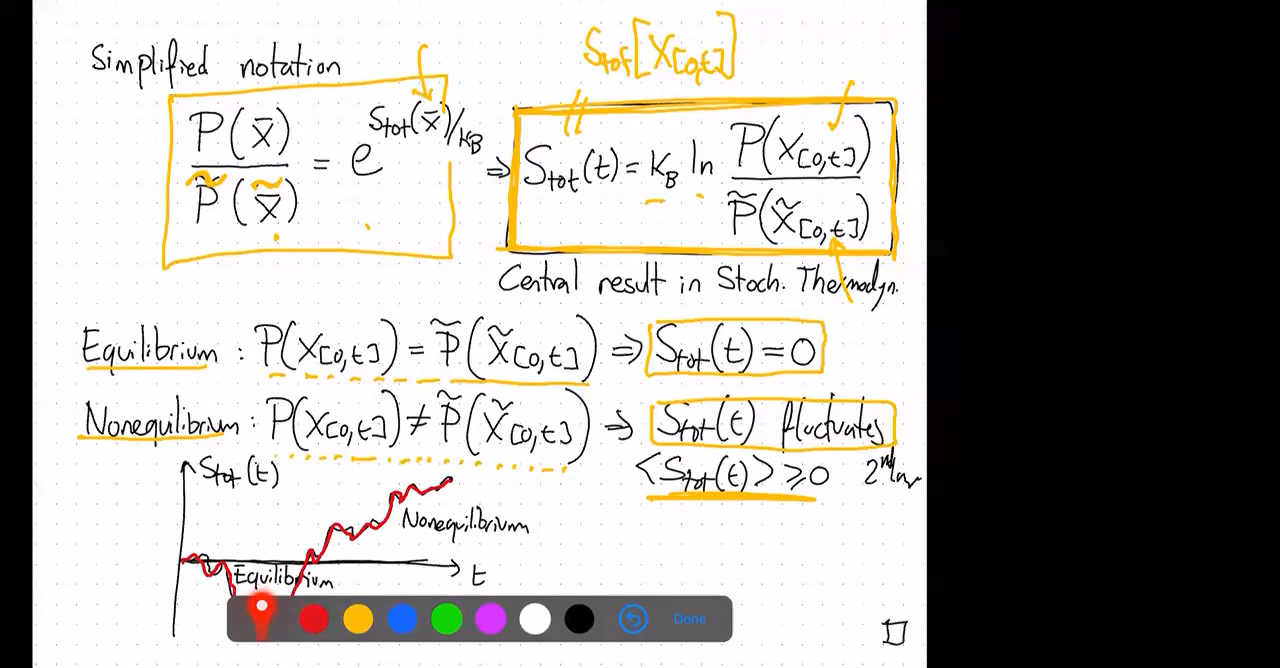 Stot[X[0,t]]
Simplified notation
P(x̄) / P̃(x̄̃) = e^{Stot(x̄)/kB} ⇒ Stot(t) = kB ln P(X[0,t]) / P̃(X̃[0,t])
Central result in Stoch. Thermodyn.
Equilibrium : P(X[0,t]) = P̃(X̃[0,t]) ⇒ Stot(t) = 0
Nonequilibrium : P(X[0,t]) ≠ P̃(X̃[0,t]) ⇒ Stot(t) fluctuates
Stot(t) <Stot(t)> ≥ 0 2nd law
Nonequilibrium
Equilibrium t
Done